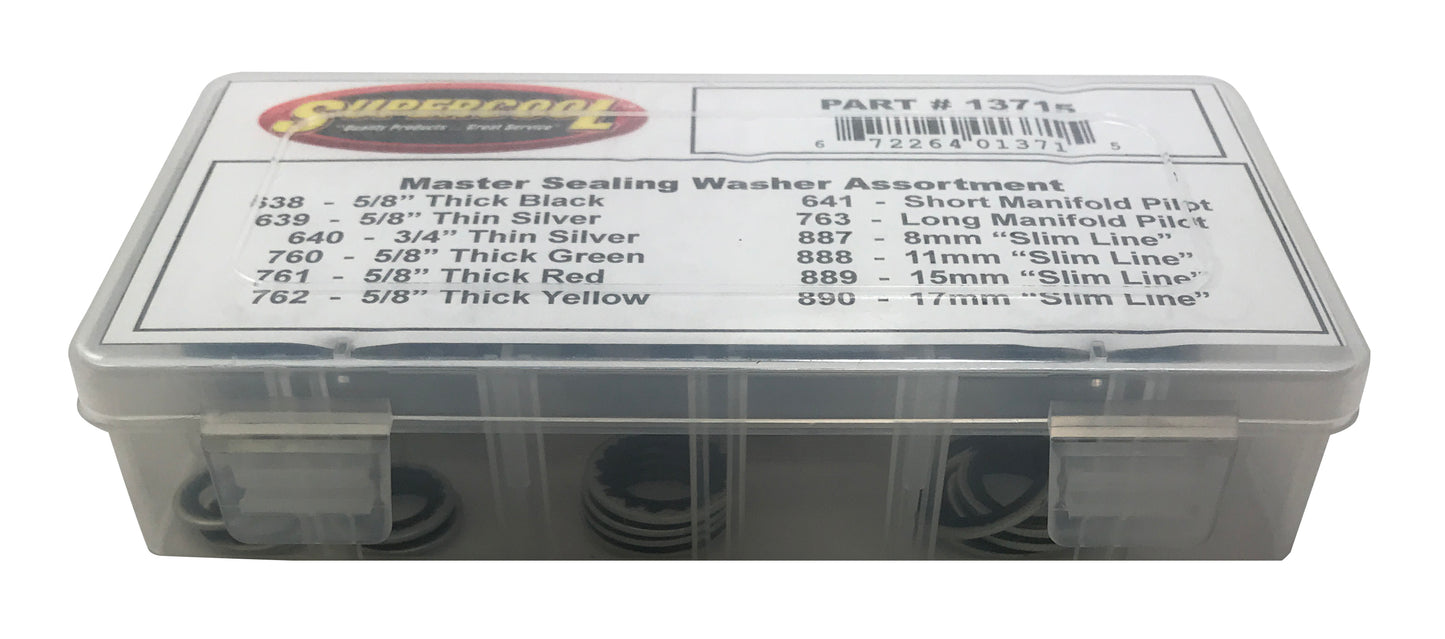 SUPERCOOL
"Quality Products Great Service"
PART # 13715
6 72264 01371 5
Master Sealing Washer Assortment
638 - 5/8” Thick Black
639 - 5/8” Thin Silver
640 - 3/4” Thin Silver
760 - 5/8” Thick Green
761 - 5/8” Thick Red
762 - 5/8” Thick Yellow
641 - Short Manifold Pilot
763 - Long Manifold Pilot
887 - 8mm “Slim Line”
888 - 11mm “Slim Line”
889 - 15mm “Slim Line”
890 - 17mm “Slim Line”